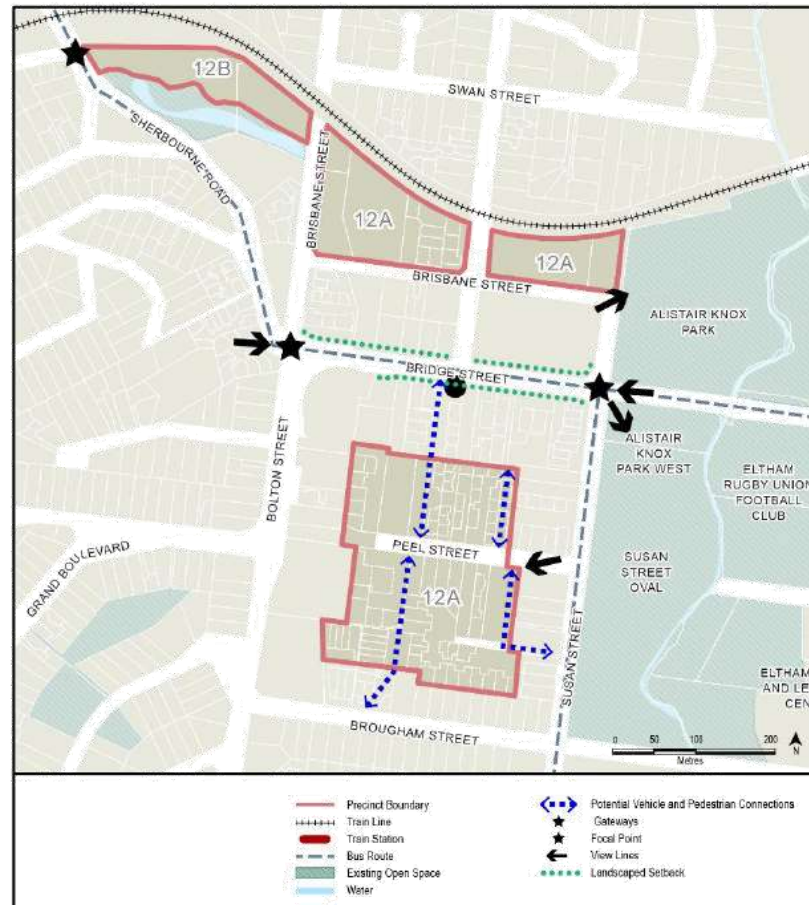 12B
SWAN STREET
SHERBOURNE ROAD
BRISBANE STREET
12A
12A
BRISBANE STREET
ALISTAIR KNOX
PARK
BRIDGE STREET
ALISTAIR
KNOX
PARK WEST
ELTHAM
RUGBY UNION
FOOTBALL
CLUB
BOLTON STREET
PEEL STREET
GRAND BOULEVARD
12A
SUSAN
STREET
OVAL
SUSAN STREET
ELTHAM
AND LE
CEN
BROUGHAM STREET
0 50 100 200
Metres
N
Precinct Boundary
Train Line
Train Station
Bus Route
Existing Open Space
Water
Potential Vehicle and Pedestrian Connections
Gateways
Focal Point
View Lines
Landscaped Setback